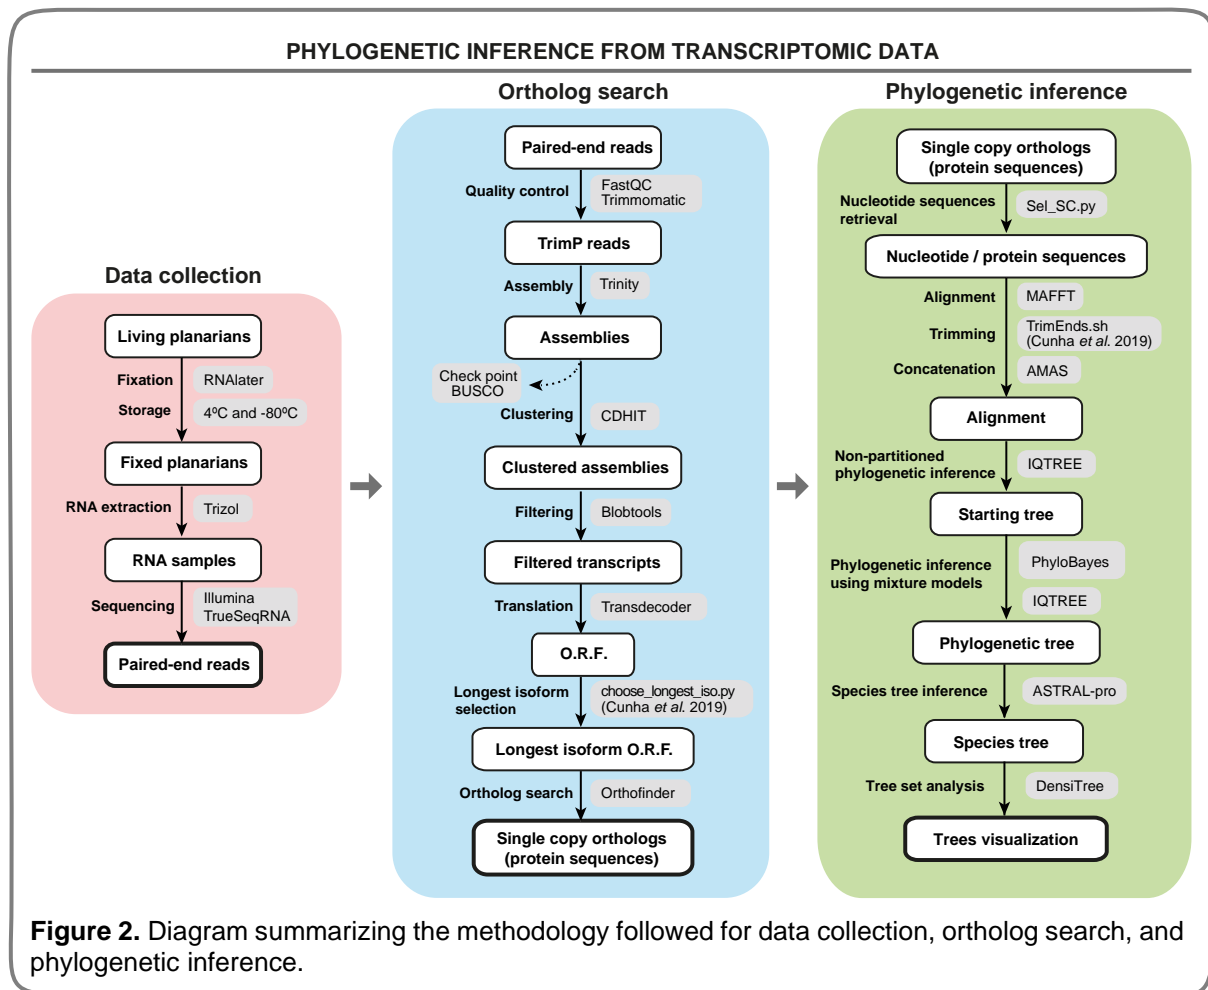 PHYLOGENETIC INFERENCE FROM TRANSCRIPTOMIC DATA
Data collection
Living planarians
Fixation
RNAlater
Storage
4ºC and -80ºC
Fixed planarians
RNA extraction
Trizol
RNA samples
Sequencing
Illumina
TrueSeqRNA
Paired-end reads
Ortholog search
Paired-end reads
Quality control
FastQC
Trimmomatic
TrimP reads
Assembly
Trinity
Assemblies
Check point
BUSCO
Clustering
CDHIT
Clustered assemblies
Filtering
Blobtools
Filtered transcripts
Translation
Transdecoder
O.R.F.
Longest isoform
selection
choose_longest_iso.py
(Cunha et al. 2019)
Longest isoform O.R.F.
Ortholog search
Orthofinder
Single copy orthologs
(protein sequences)
Phylogenetic inference
Single copy orthologs
(protein sequences)
Nucleotide sequences
retrieval
Sel_SC.py
Nucleotide / protein sequences
Alignment
MAFFT
Trimming
TrimEnds.sh
(Cunha et al. 2019)
Concatenation
AMAS
Alignment
Non-partitioned
phylogenetic inference
IQTREE
Starting tree
Phylogenetic inference
using mixture models
PhyloBayes
IQTREE
Phylogenetic tree
Species tree inference
ASTRAL-pro
Species tree
Tree set analysis
DensiTree
Trees visualization
Figure 2. Diagram summarizing the methodology followed for data collection, ortholog search, and
phylogenetic inference.